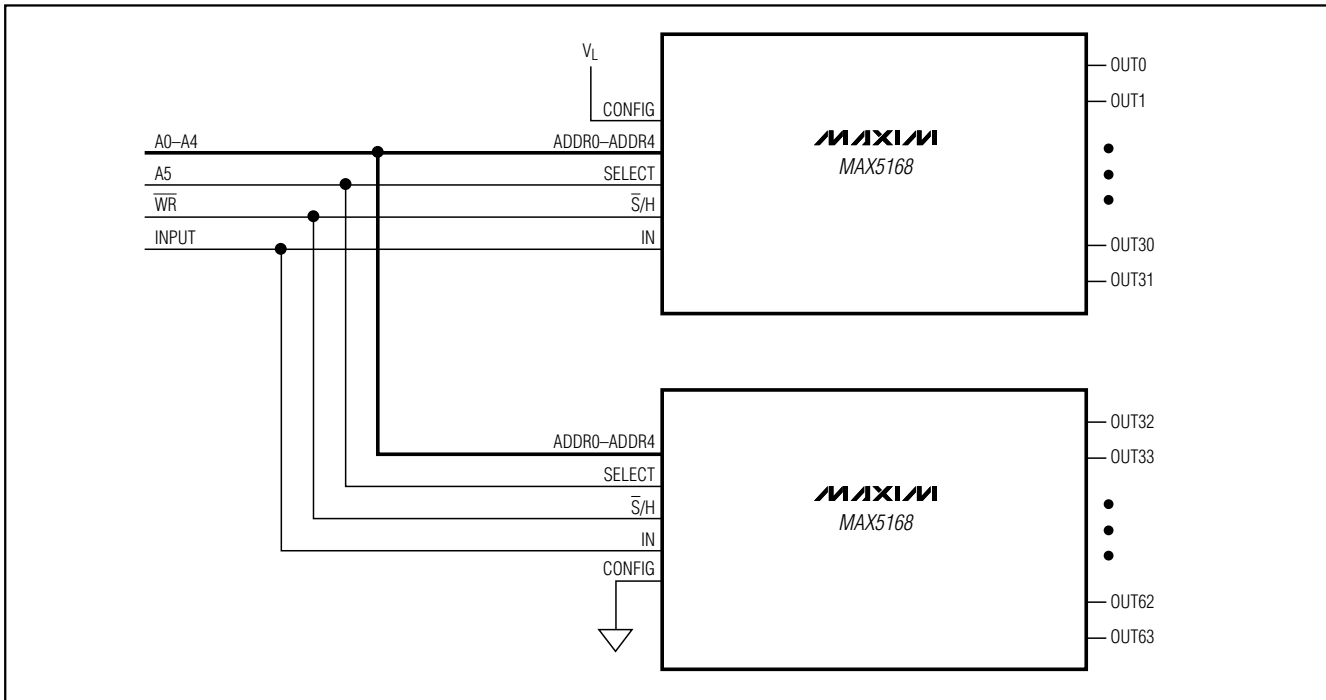 VL
CONFIG
A0–A4
ADDR0–ADDR4
A5
SELECT
WR
S/H
INPUT
IN
MAXIM
MAX5168
OUT0
OUT1
OUT30
OUT31
ADDR0–ADDR4
SELECT
S/H
IN
CONFIG
MAXIM
MAX5168
OUT32
OUT33
OUT62
OUT63